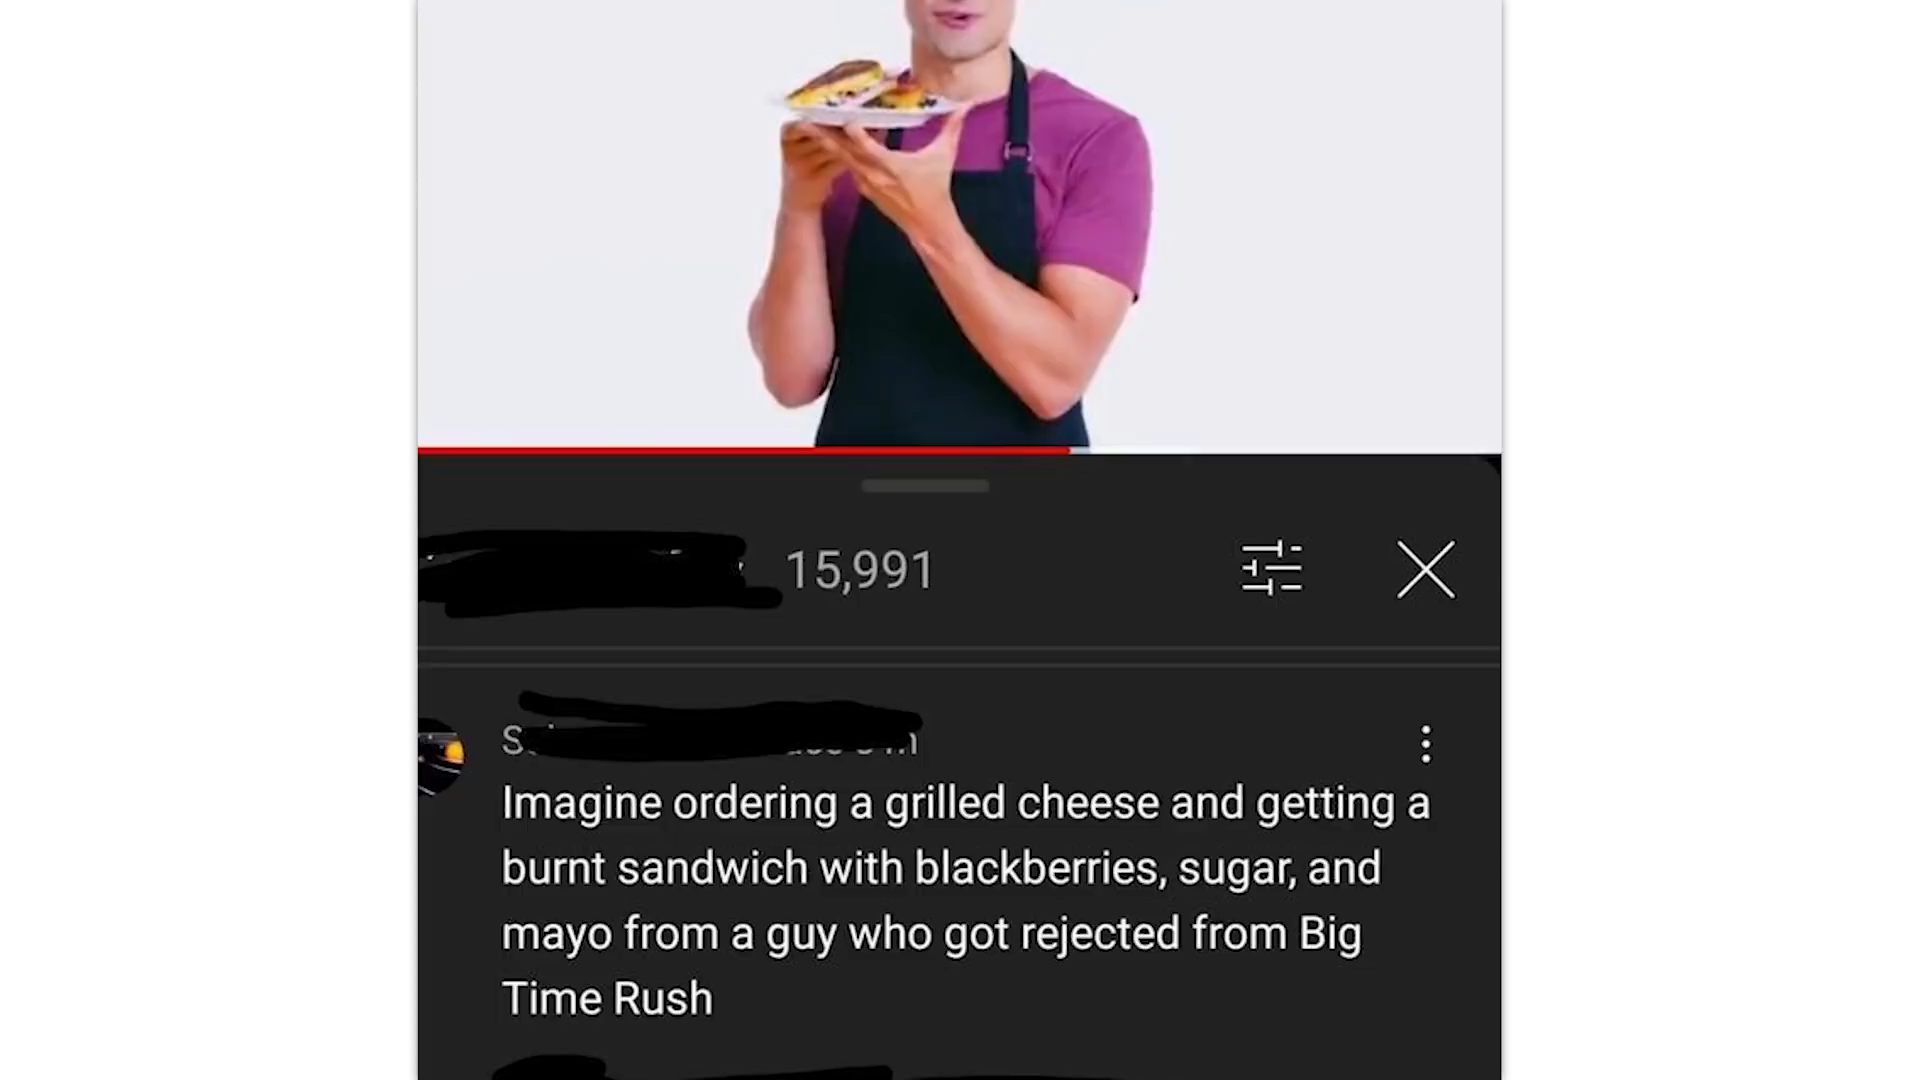 15,991
Imagine ordering a grilled cheese and getting a
burnt sandwich with blackberries, sugar, and
mayo from a guy who got rejected from Big
Time Rush